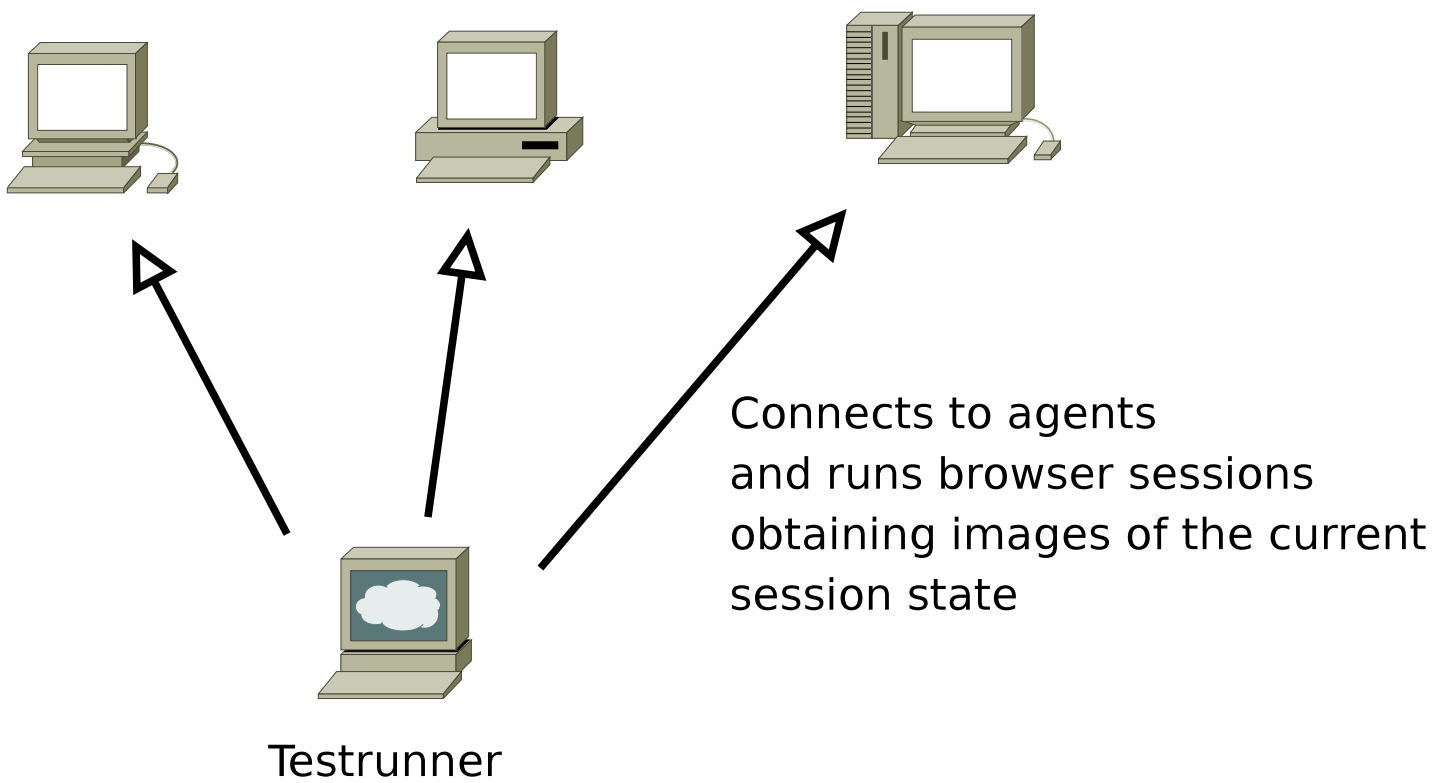 Connects to agents
and runs browser sessions
obtaining images of the current
session state
Testrunner